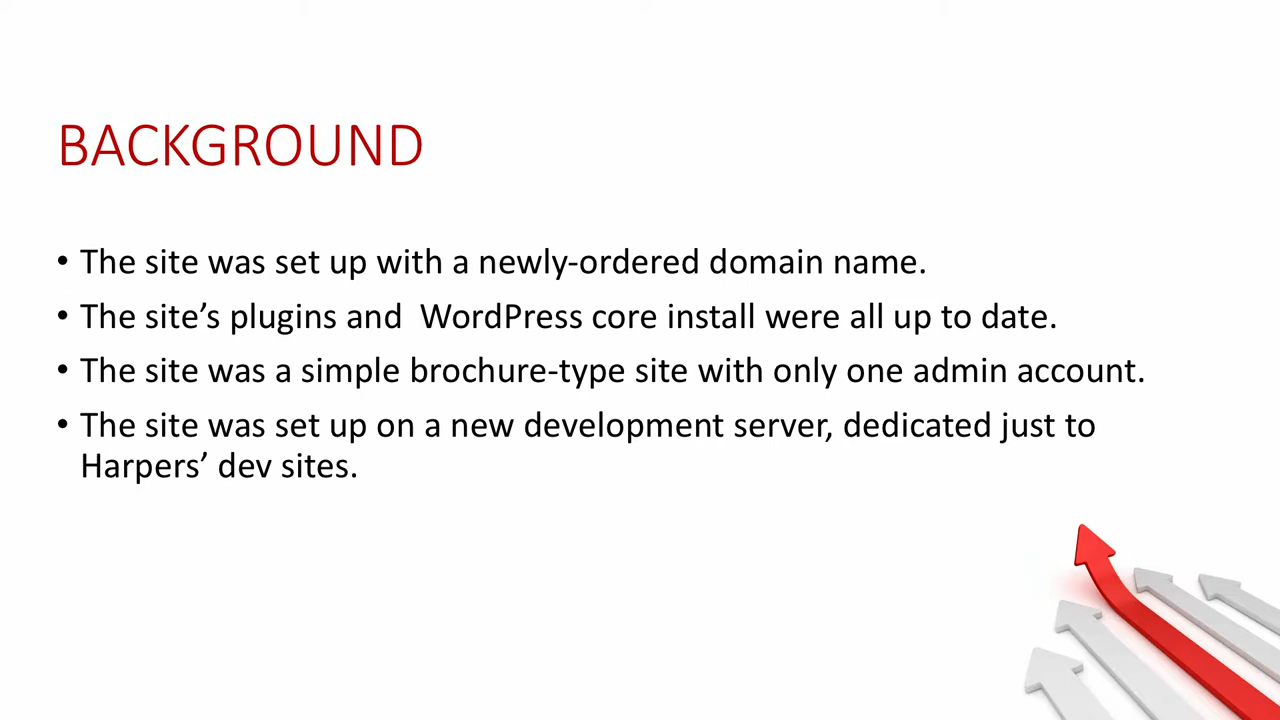 BACKGROUND
• The site was set up with a newly-ordered domain name.
• The site’s plugins and  WordPress core install were all up to date.
• The site was a simple brochure-type site with only one admin account.
• The site was set up on a new development server, dedicated just to
Harpers’ dev sites.